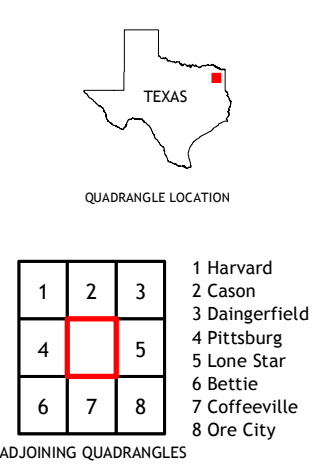 TEXAS
QUADRANGLE LOCATION
1 2 3
4 5
6 7 8
1 Harvard
2 Cason
3 Daingerfield
4 Pittsburg
5 Lone Star
6 Bettie
7 Coffeeville
8 Ore City
ADJOINING QUADRANGLES